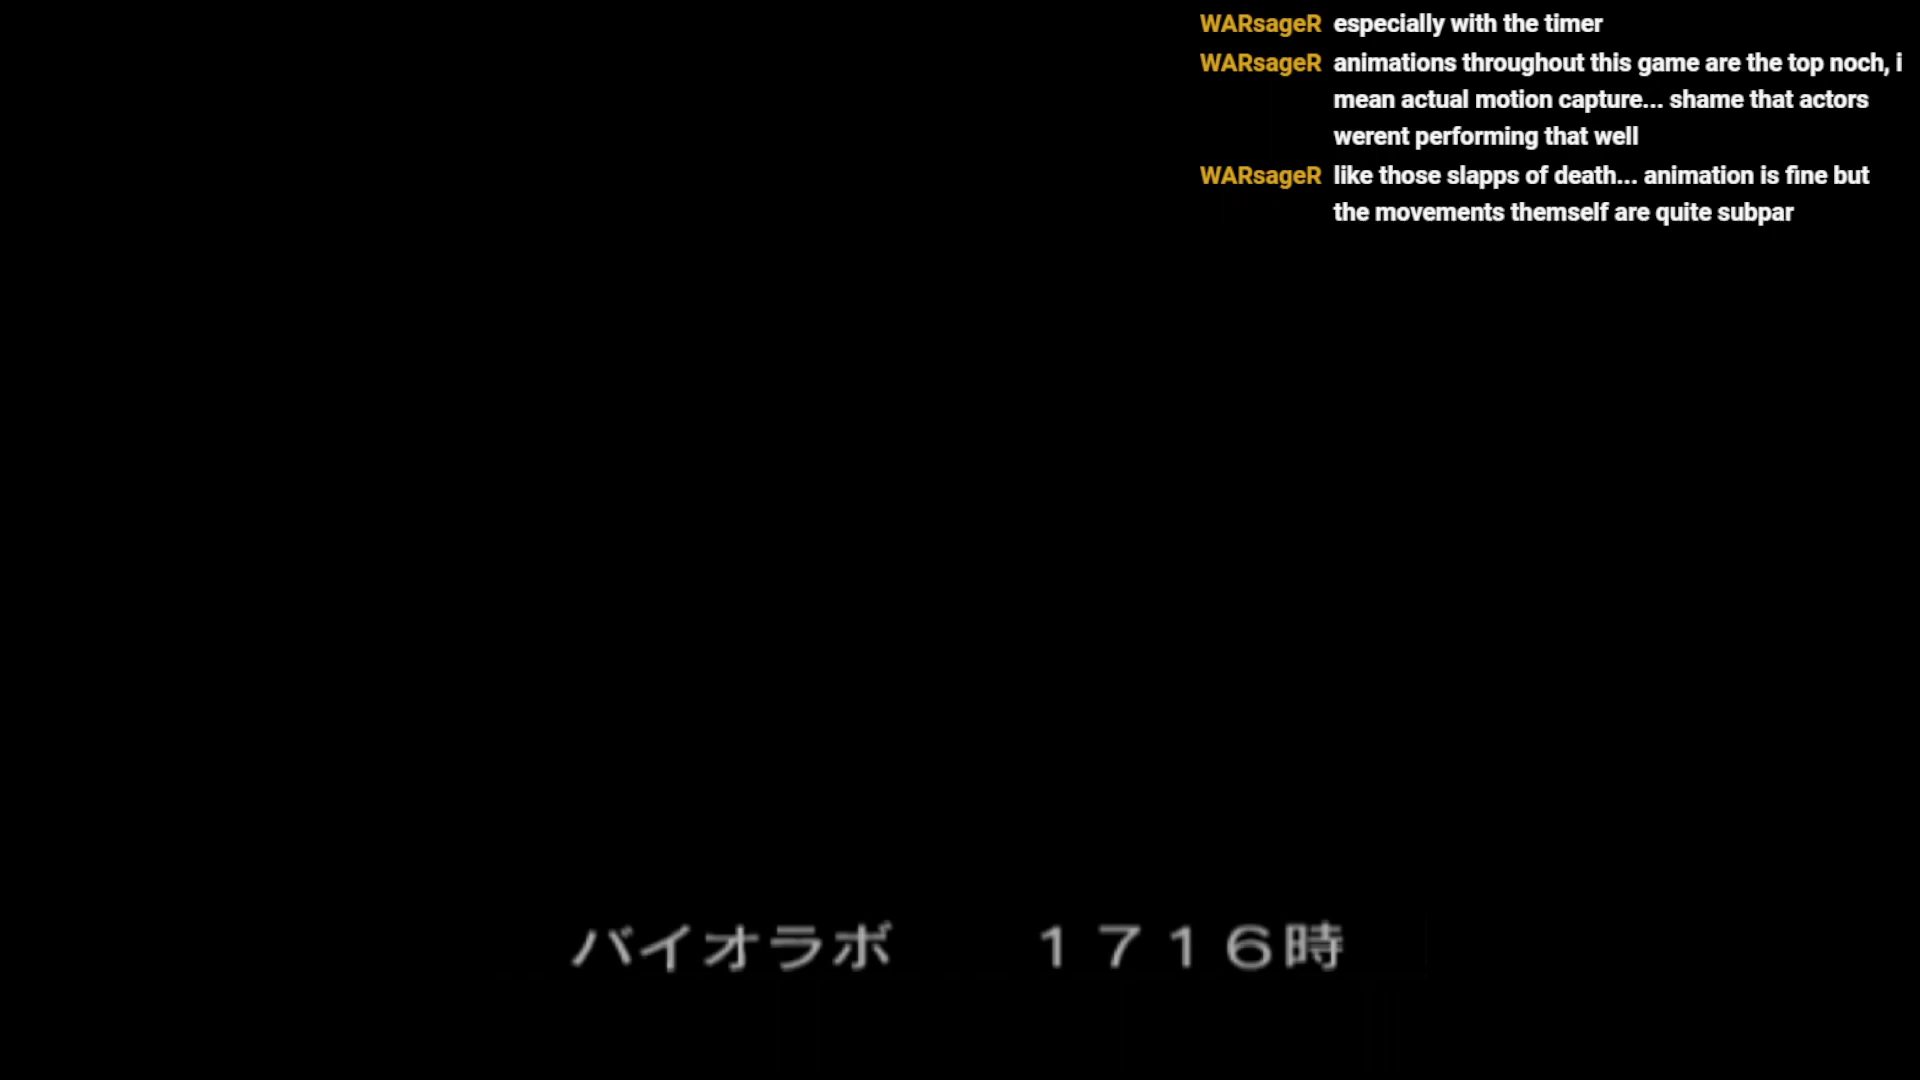 WARsageR especially with the timer
WARsageR animations throughout this game are the top noch, i
mean actual motion capture... shame that actors
werent performing that well
WARsageR like those slapps of death... animation is fine but
the movements themself are quite subpar
バイオラボ　　１７１６時